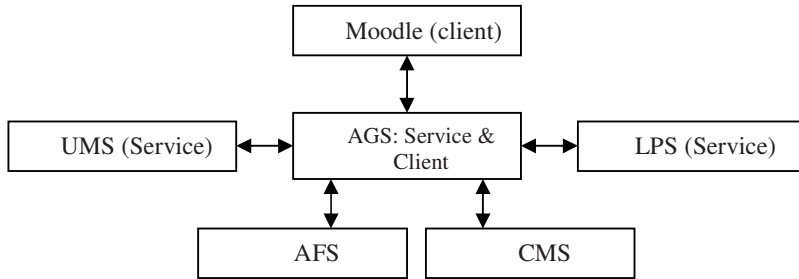 Moodle (client)
UMS (Service)
AGS: Service &
Client
LPS (Service)
AFS
CMS